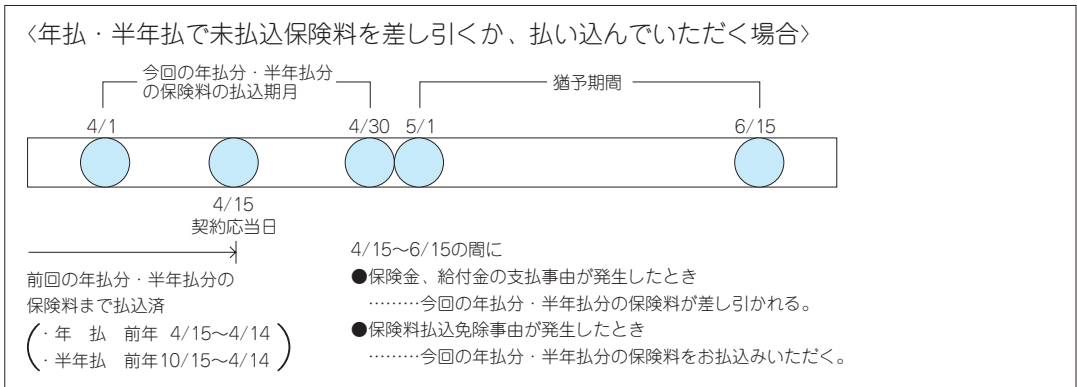 〈年払・半年払で未払込保険料を差し引くか、払い込んでいただく場合〉
今回の年払分・半年払分
の保険料の払込期月
猶予期間
4/1
4/30
5/1
6/15
4/15
契約応当日
前回の年払分・半年払分の
保険料まで払込済
・年　払　前年 4/15〜4/14
・半年払　前年10/15〜4/14
4/15〜6/15の間に
●保険金、給付金の支払事由が発生したとき
………今回の年払分・半年払分の保険料が差し引かれる。
●保険料払込免除事由が発生したとき
………今回の年払分・半年払分の保険料をお払込みいただく。